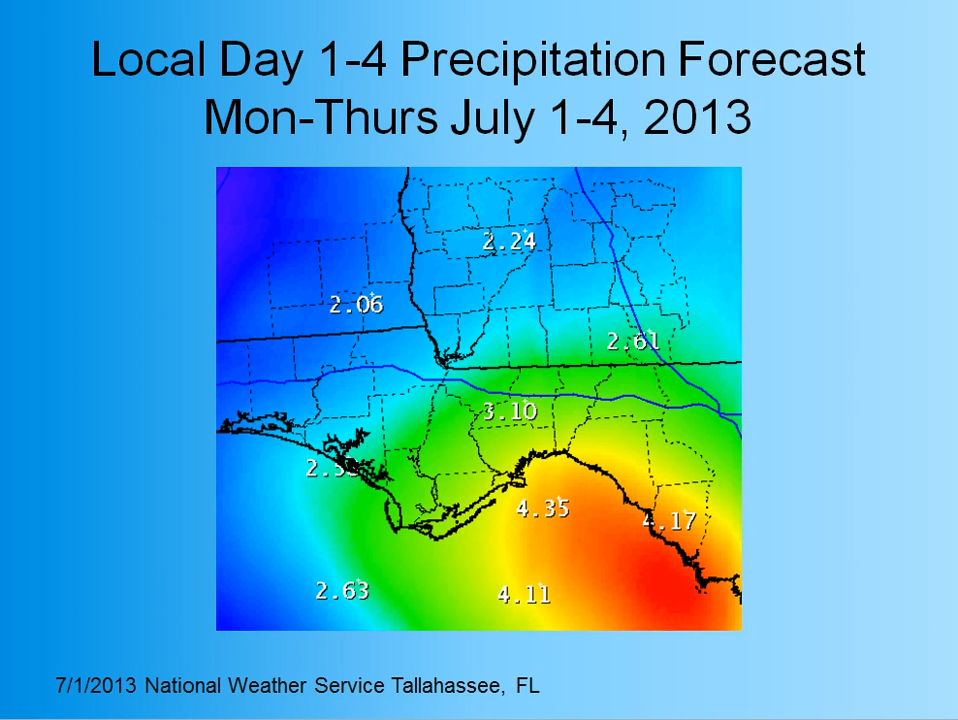 Local Day 1-4 Precipitation Forecast
Mon-Thurs July 1-4, 2013
2.24
2.06
2.61
3.10
4.35
4.17
2.63
4.11
7/1/2013 National Weather Service Tallahassee, FL